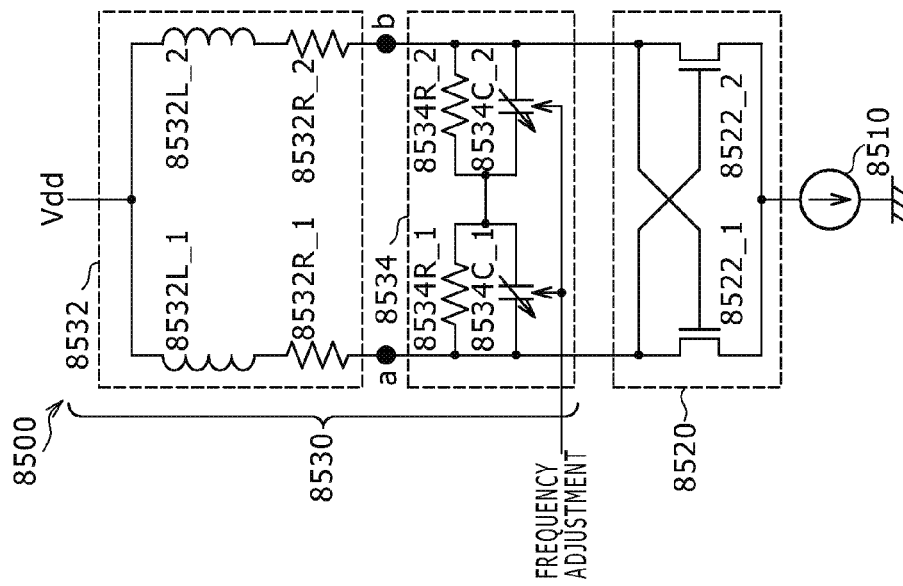 8500
8532
Vdd
8532L_1
8532L_2
8532R_1
8532R_2
a
b
8530
8534
8534R_1
8534R_2
8534C_1
8534C_2
FREQUENCY
ADJUSTMENT
8520
8522_1
8522_2
8510